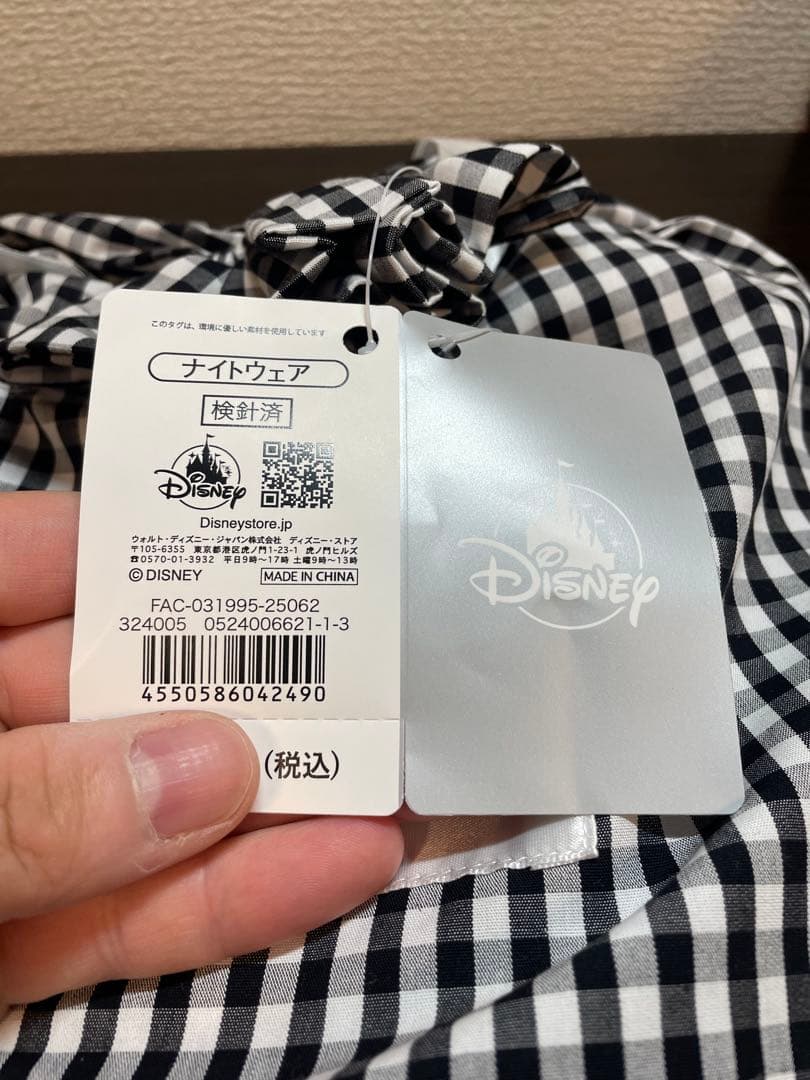 このタグは、環境に優しい素材を使用しています
ナイトウェア
検針済
Disney
Disneystore.jp
ウォルト・ディズニー・ジャパン株式会社 ディズニー・ストア
〒105-6355 東京都港区虎ノ門1-23-1 虎ノ門ヒルズ
☎0570-01-3932 平日9時〜17時 土曜9時〜13時
©DISNEY MADE IN CHINA
FAC-031995-25062
324005 0524006621-1-3
4550586042490
(税込)
Disney